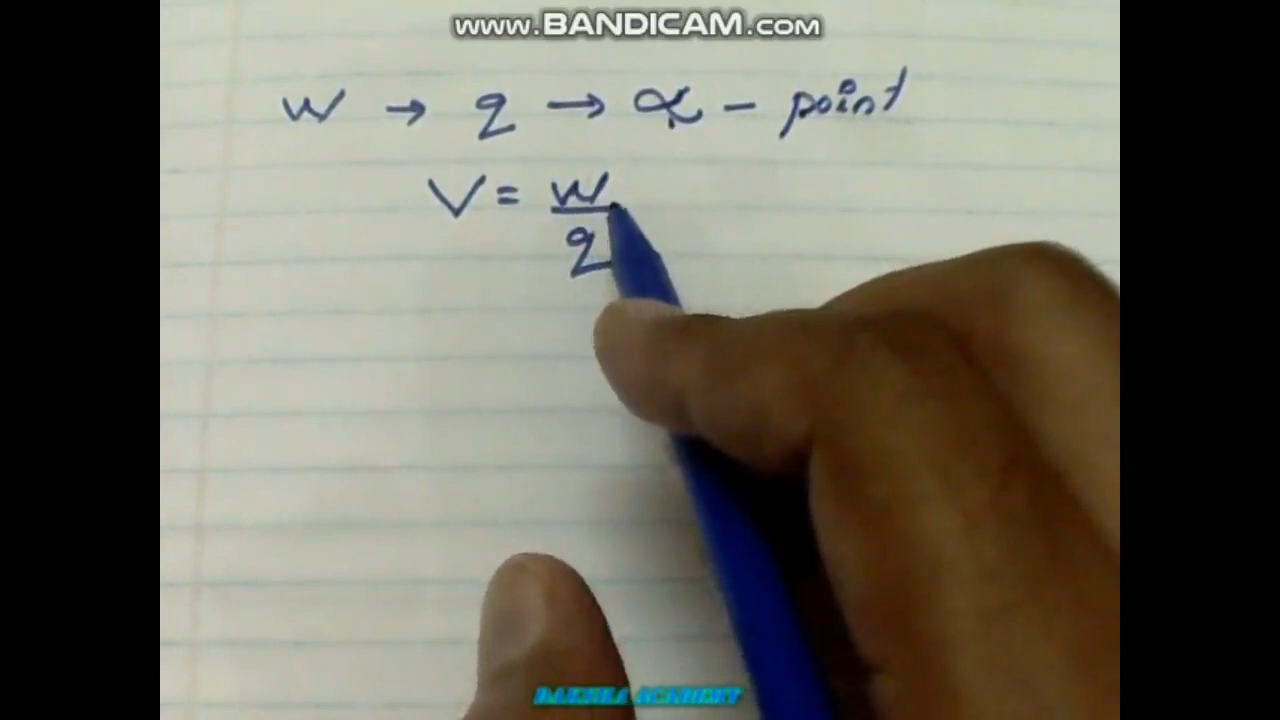 www.BANDICAM.com
W → q → α - point
V = W
q